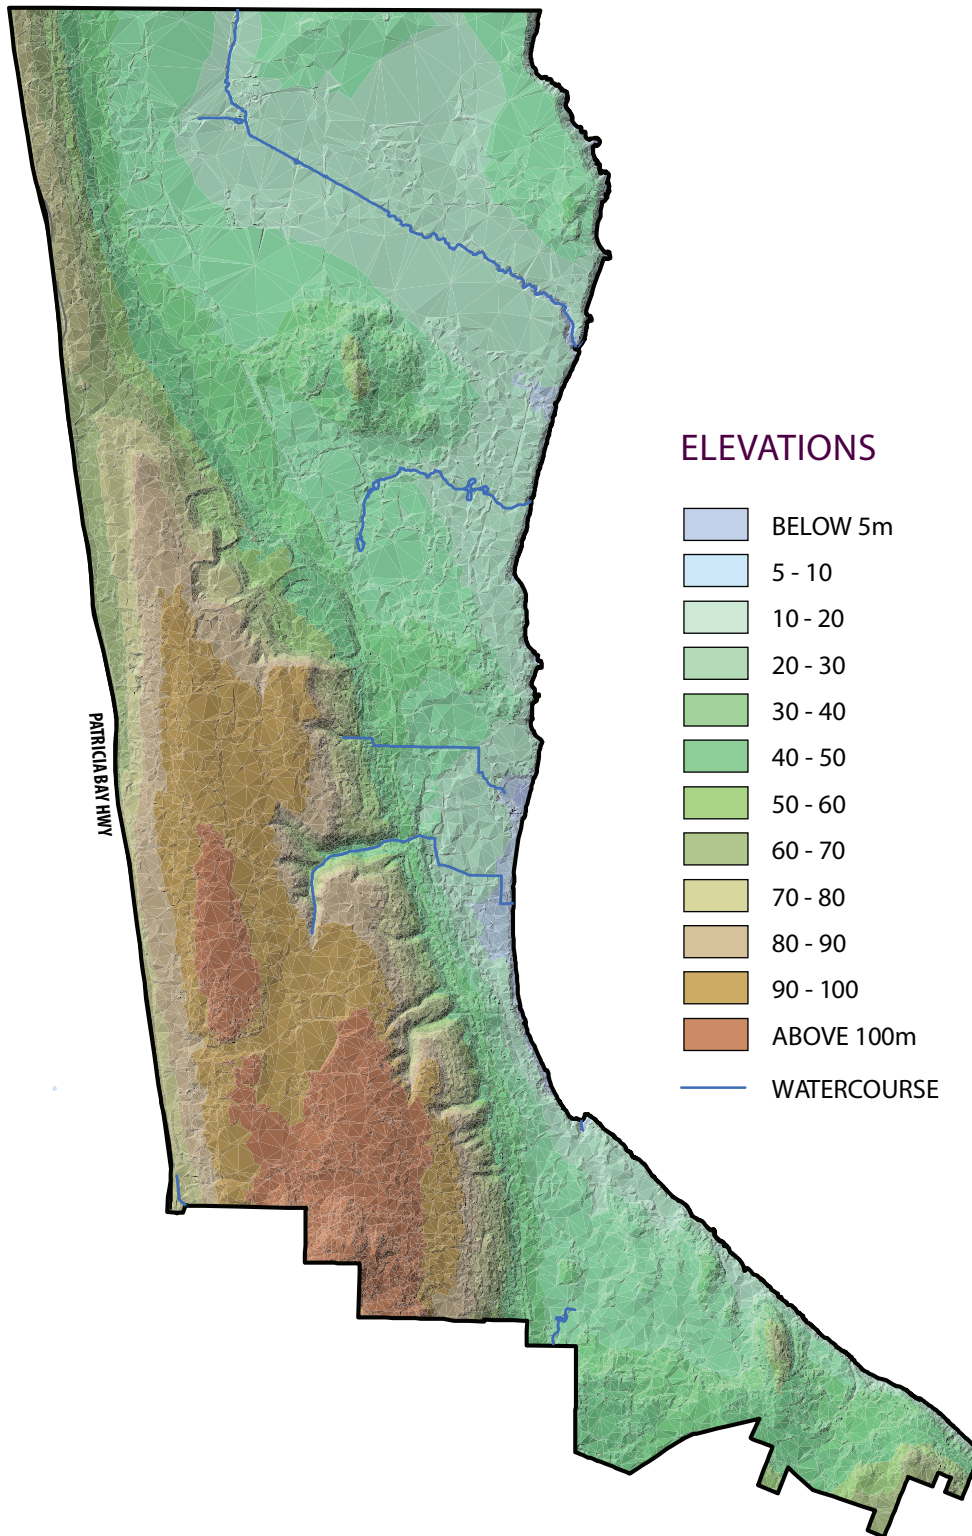 ELEVATIONS
BELOW 5m
5 - 10
10 - 20
20 - 30
30 - 40
40 - 50
50 - 60
60 - 70
70 - 80
80 - 90
90 - 100
ABOVE 100m
WATERCOURSE
PATRICIA BAY HWY